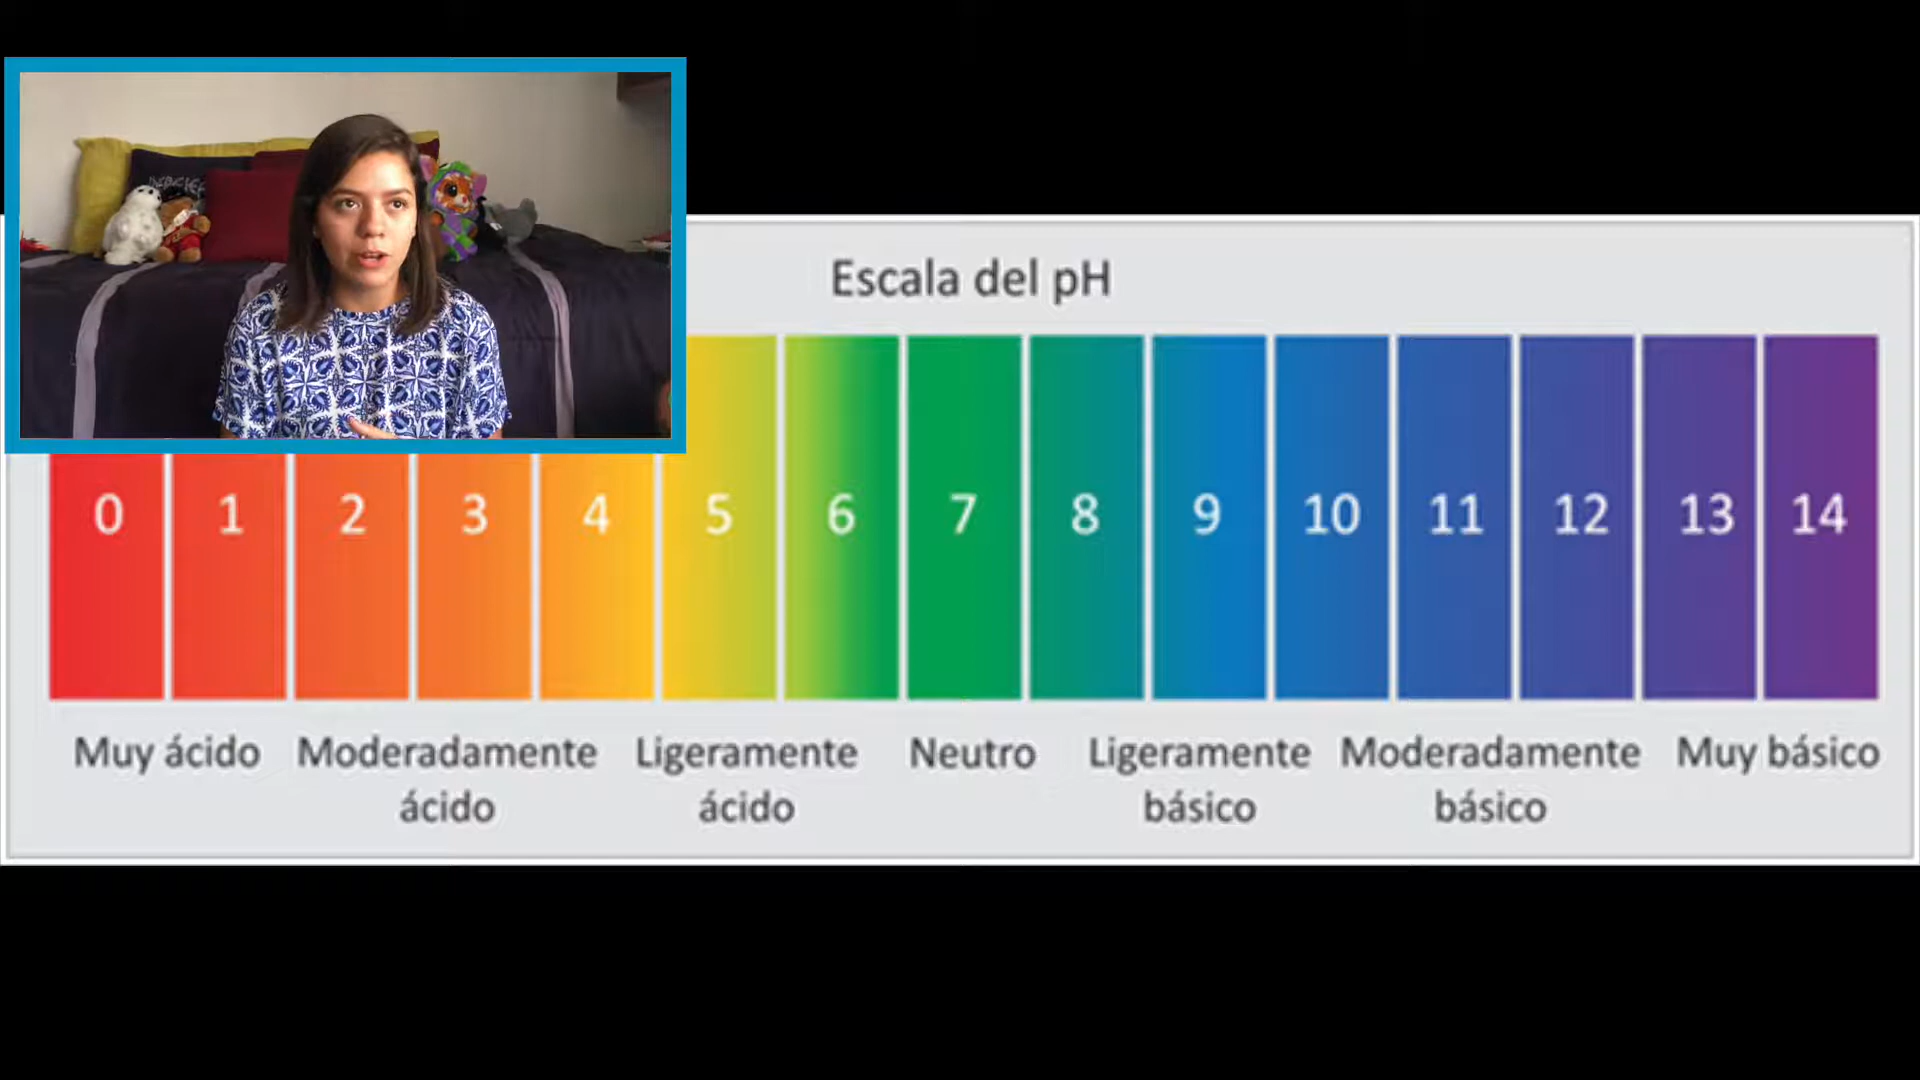 Escala del pH
0 1 2 3 4 5 6 7 8 9 10 11 12 13 14
Muy ácido Moderadamente ácido Ligeramente ácido Neutro Ligeramente básico Moderadamente básico Muy básico